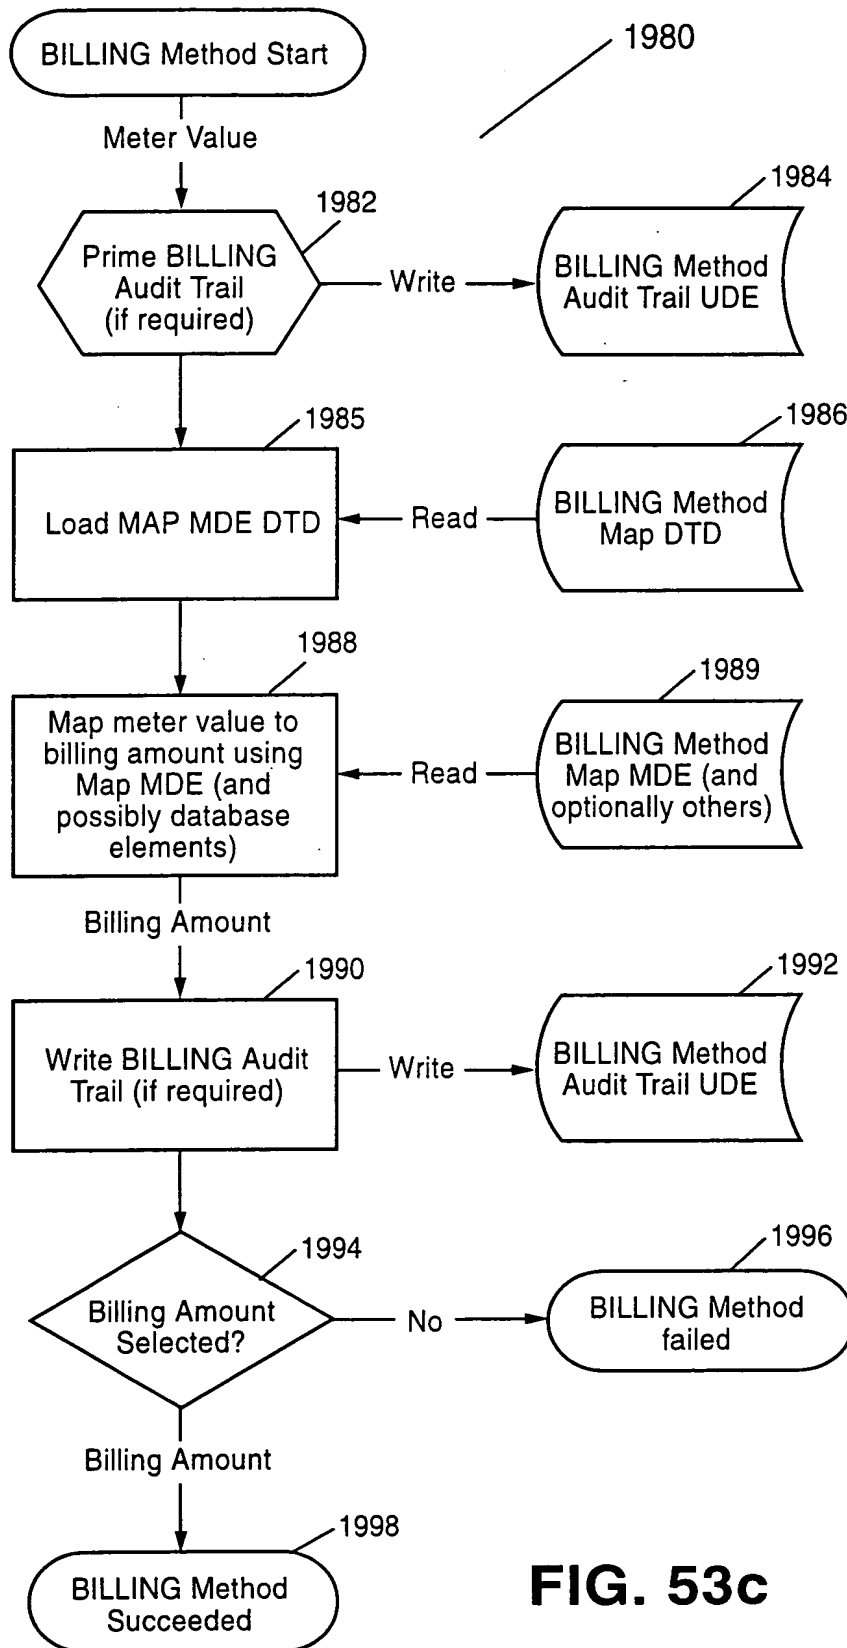 BILLING Method Start
1980
Meter Value
1982
Prime BILLING
Audit Trail
(if required)
Write
1984
BILLING Method
Audit Trail UDE
1985
Load MAP MDE DTD
Read
1986
BILLING Method
Map DTD
1988
Map meter value to
billing amount using
Map MDE (and
possibly database
elements)
Read
1989
BILLING Method
Map MDE (and
optionally others)
Billing Amount
1990
Write BILLING Audit
Trail (if required)
Write
1992
BILLING Method
Audit Trail UDE
1994
Billing Amount
Selected?
No
1996
BILLING Method
failed
Billing Amount
1998
BILLING Method
Succeeded
FIG. 53c